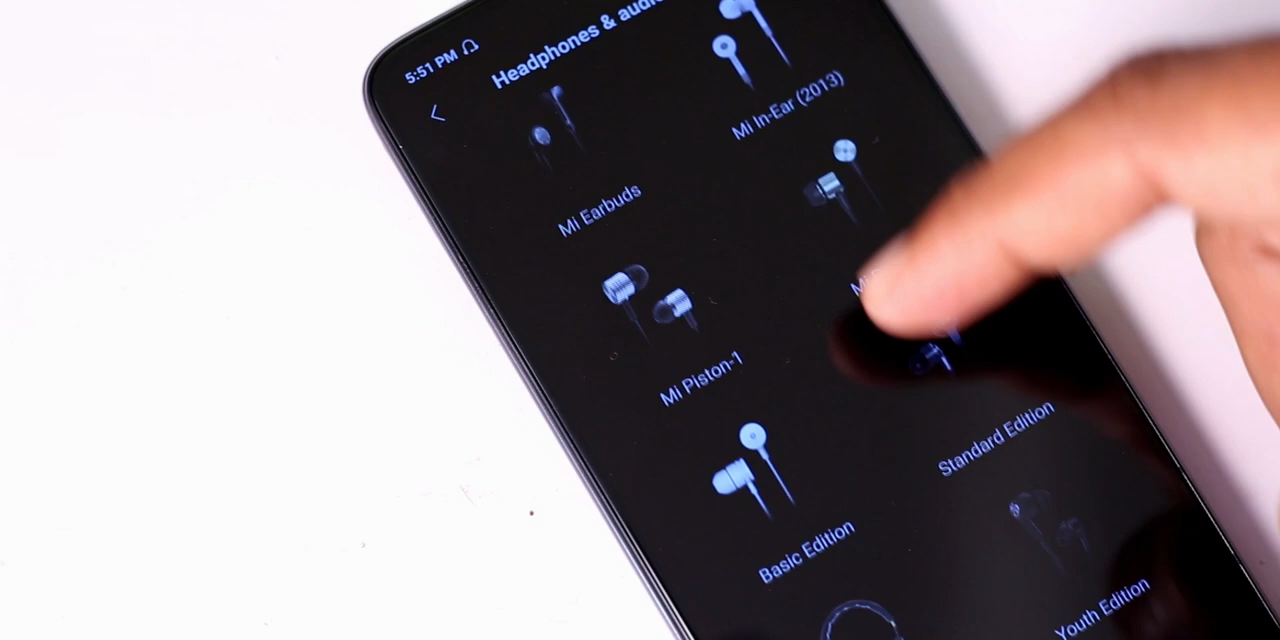 5:51 PM
Headphones &
Mi In-Ear (2013)
Mi Earbuds
Mi Piston-1
Standard Edition
Basic Edition
Youth Edition